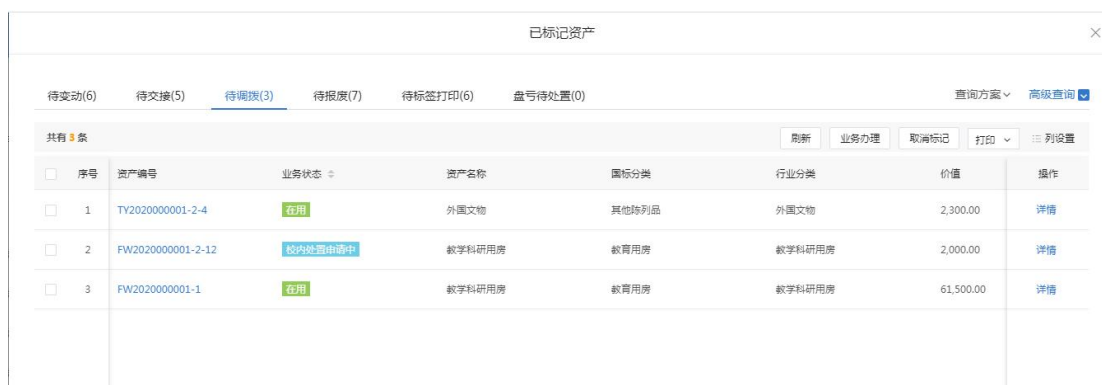 已标记资产
待变动(6) 待交接(5) 待调拨(3) 待报废(7) 待标签打印(6) 盘亏待处置(0) 查询方案 高级查询
共有 3 条 刷新 业务办理 取消标记 打印 列设置
序号 资产编号 业务状态 资产名称 国标分类 行业分类 价值 操作
1 TY2020000001-2-4 在用 外国文物 其他陈列品 外国文物 2,300.00 详情
2 FW2020000001-2-12 校内处置申请中 教学科研用房 教育用房 教学科研用房 2,000.00 详情
3 FW2020000001-1 在用 教学科研用房 教育用房 教学科研用房 61,500.00 详情